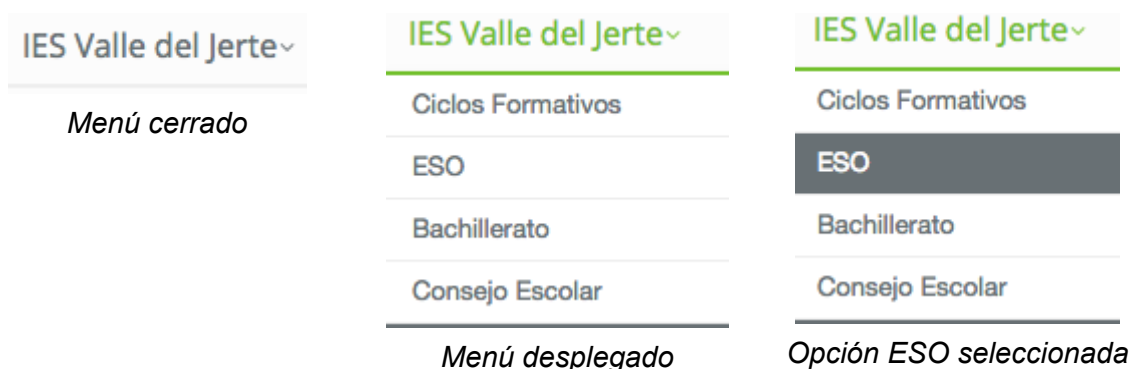 IES Valle del Jerte
Menú cerrado
IES Valle del Jerte
Ciclos Formativos
ESO
Bachillerato
Consejo Escolar
Menú desplegado
IES Valle del Jerte
Ciclos Formativos
ESO
Bachillerato
Consejo Escolar
Opción ESO seleccionada